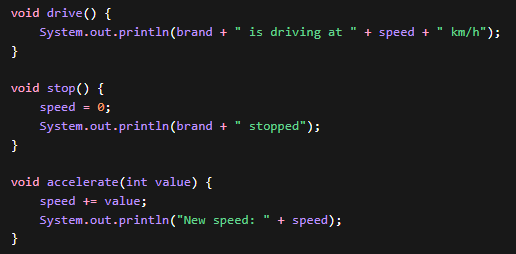 void drive() {
    System.out.println(brand + " is driving at " + speed + " km/h");
}

void stop() {
    speed = 0;
    System.out.println(brand + " stopped");
}

void accelerate(int value) {
    speed += value;
    System.out.println("New speed: " + speed);
}